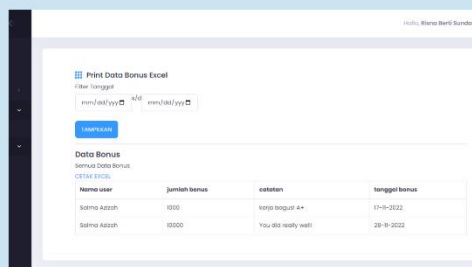 Hallo, Risna Berli Sunda
Print Data Bonus Excel
Filter Tanggal
mm/dd/yyy s/d mm/dd/yyy
TAMPILKAN
Data Bonus
Semua Data Bonus
CETAK EXCEL
Nama user jumlah bonus catatan tanggal bonus
Salma Azizah 1000 kerja bagus! A+ 17-11-2022
Salma Azizah 10000 You did really well! 28-11-2022